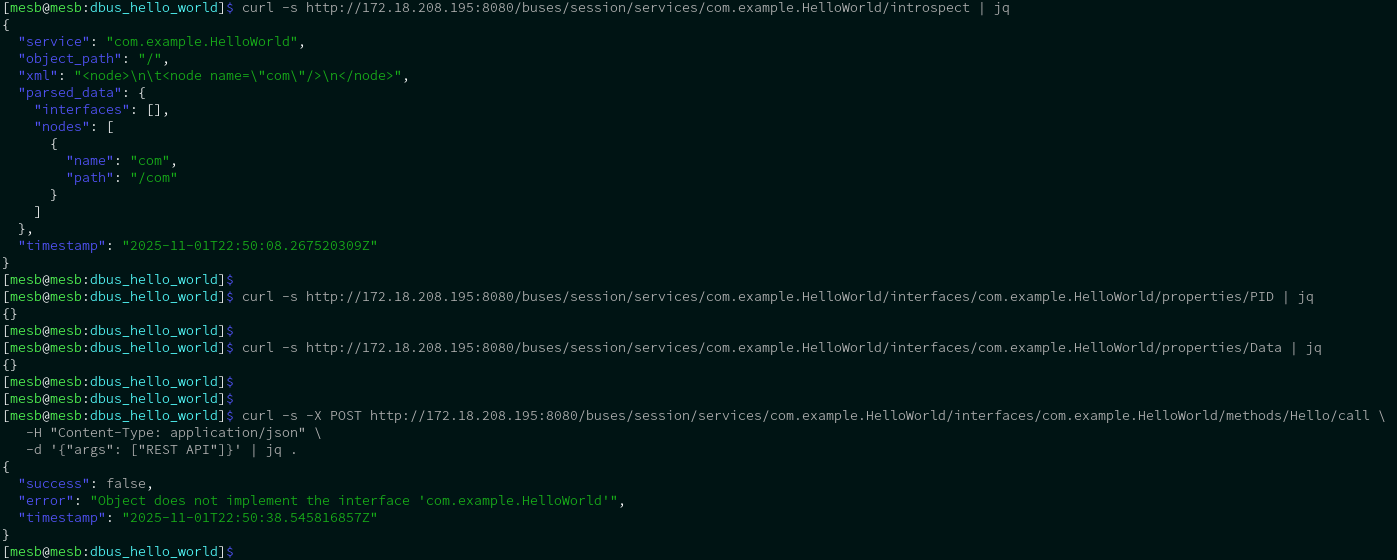 [mesb@mesb:dbus_hello_world]$ curl -s http://172.18.208.195:8080/buses/session/services/com.example.HelloWorld/introspect | jq
{
  "service": "com.example.HelloWorld",
  "object_path": "/",
  "xml": "<node>\n\t<node name=\"com\"/>\n</node>",
  "parsed_data": {
    "interfaces": [],
    "nodes": [
      {
        "name": "com",
        "path": "/com"
      }
    ]
  },
  "timestamp": "2025-11-01T22:50:08.267520309Z"
}
[mesb@mesb:dbus_hello_world]$
[mesb@mesb:dbus_hello_world]$ curl -s http://172.18.208.195:8080/buses/session/services/com.example.HelloWorld/interfaces/com.example.HelloWorld/properties/PID | jq
{}
[mesb@mesb:dbus_hello_world]$
[mesb@mesb:dbus_hello_world]$ curl -s http://172.18.208.195:8080/buses/session/services/com.example.HelloWorld/interfaces/com.example.HelloWorld/properties/Data | jq
{}
[mesb@mesb:dbus_hello_world]$
[mesb@mesb:dbus_hello_world]$
[mesb@mesb:dbus_hello_world]$ curl -s -X POST http://172.18.208.195:8080/buses/session/services/com.example.HelloWorld/interfaces/com.example.HelloWorld/methods/Hello/call \
   -H "Content-Type: application/json" \
   -d '{"args": ["REST API"]}' | jq .
{
  "success": false,
  "error": "Object does not implement the interface 'com.example.HelloWorld'",
  "timestamp": "2025-11-01T22:50:38.545816857Z"
}
[mesb@mesb:dbus_hello_world]$